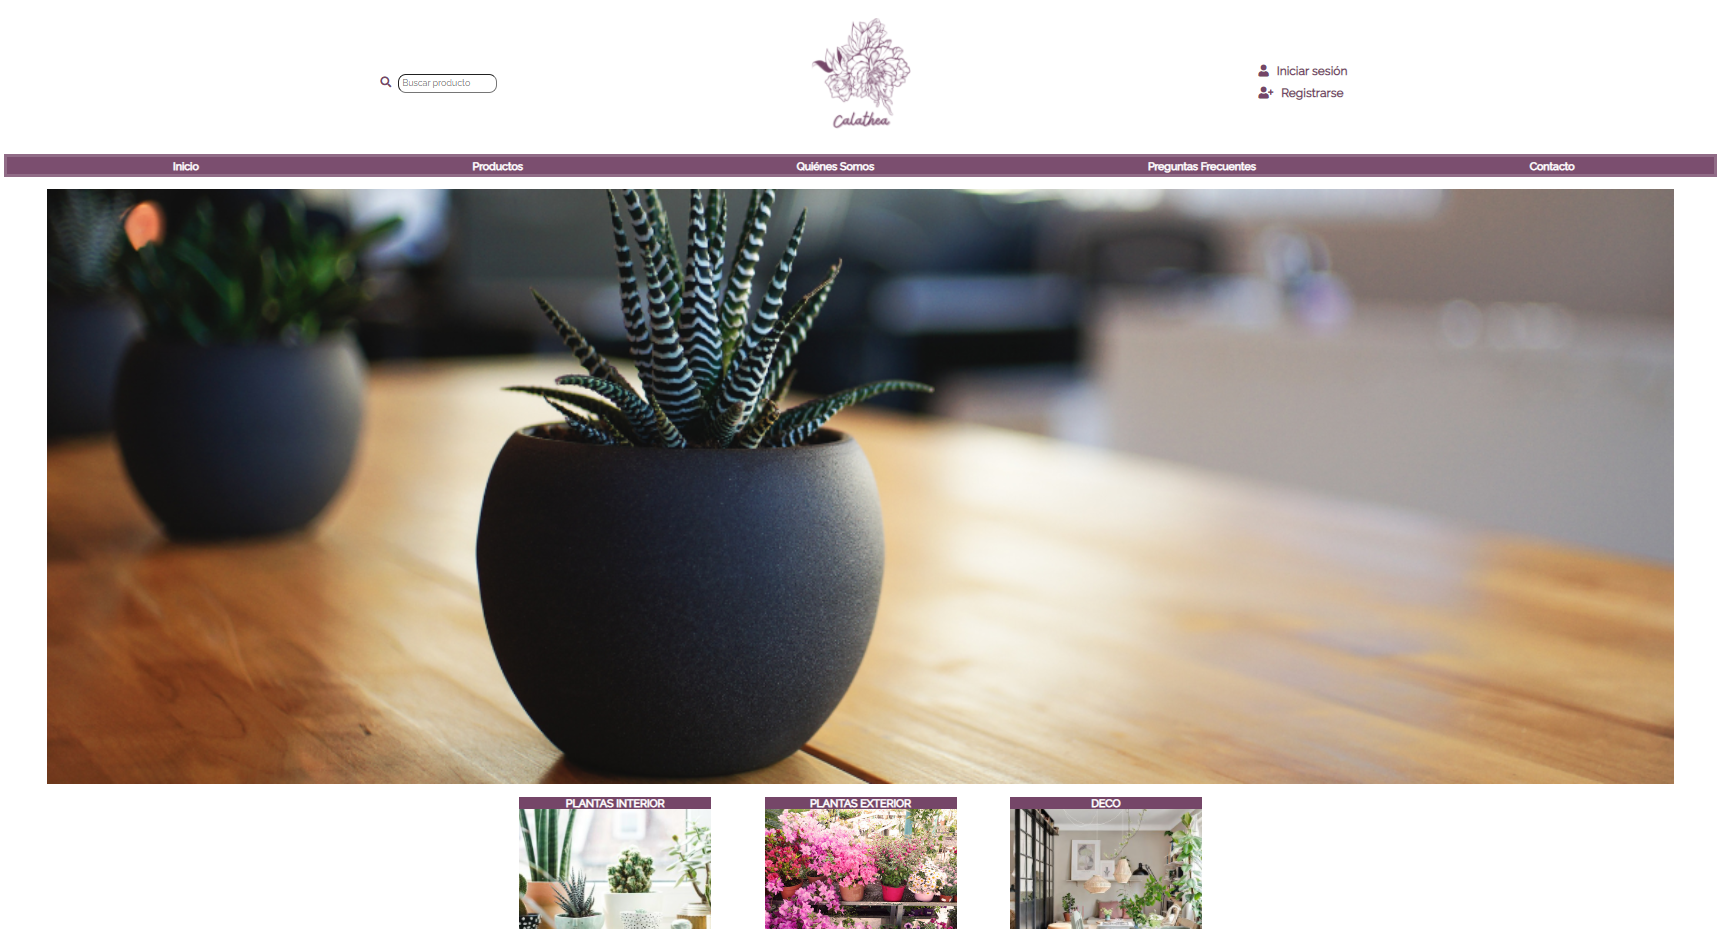 Buscar producto
Calathea
Iniciar sesión
Registrarse
Inicio
Productos
Quiénes Somos
Preguntas Frecuentes
Contacto
PLANTAS INTERIOR
PLANTAS EXTERIOR
DECO